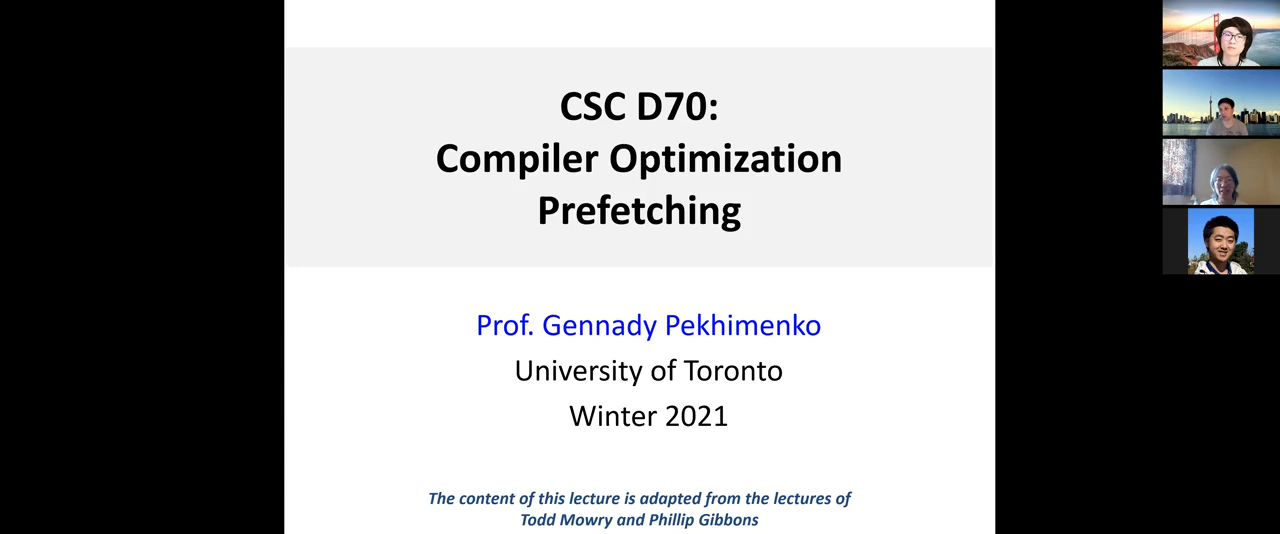 CSC D70:
Compiler Optimization
Prefetching
Prof. Gennady Pekhimenko
University of Toronto
Winter 2021
The content of this lecture is adapted from the lectures of
Todd Mowry and Phillip Gibbons